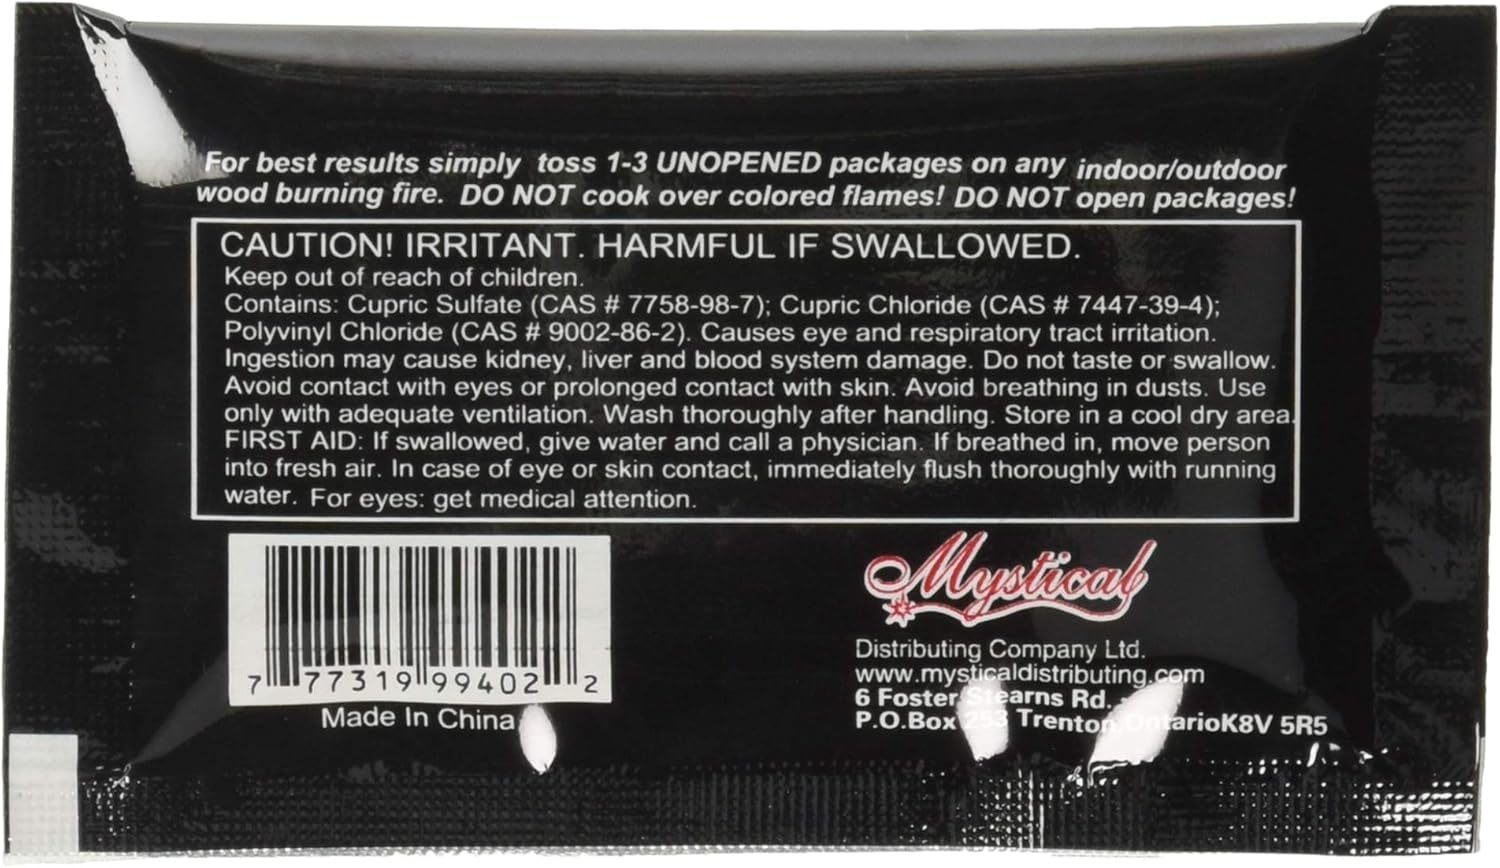 For best results simply toss 1-3 UNOPENED packages on any indoor/outdoor
wood burning fire. DO NOT cook over colored flames! DO NOT open packages!
CAUTION! IRRITANT. HARMFUL IF SWALLOWED.
Keep out of reach of children.
Contains: Cupric Sulfate (CAS # 7758-98-7); Cupric Chloride (CAS # 7447-39-4);
Polyvinyl Chloride (CAS # 9002-86-2). Causes eye and respiratory tract irritation.
Ingestion may cause kidney, liver and blood system damage. Do not taste or swallow.
Avoid contact with eyes or prolonged contact with skin. Avoid breathing in dusts. Use
only with adequate ventilation. Wash thoroughly after handling. Store in a cool dry area.
FIRST AID: If swallowed, give water and call a physician. If breathed in, move person
into fresh air. In case of eye or skin contact, immediately flush thoroughly with running
water. For eyes: get medical attention.
7 77319 99402 2
Made In China
Mystical
Distributing Company Ltd.
www.mysticaldistributing.com
6 Foster Stearns Rd.
P.O.Box 253 Trenton, OntarioK8V 5R5